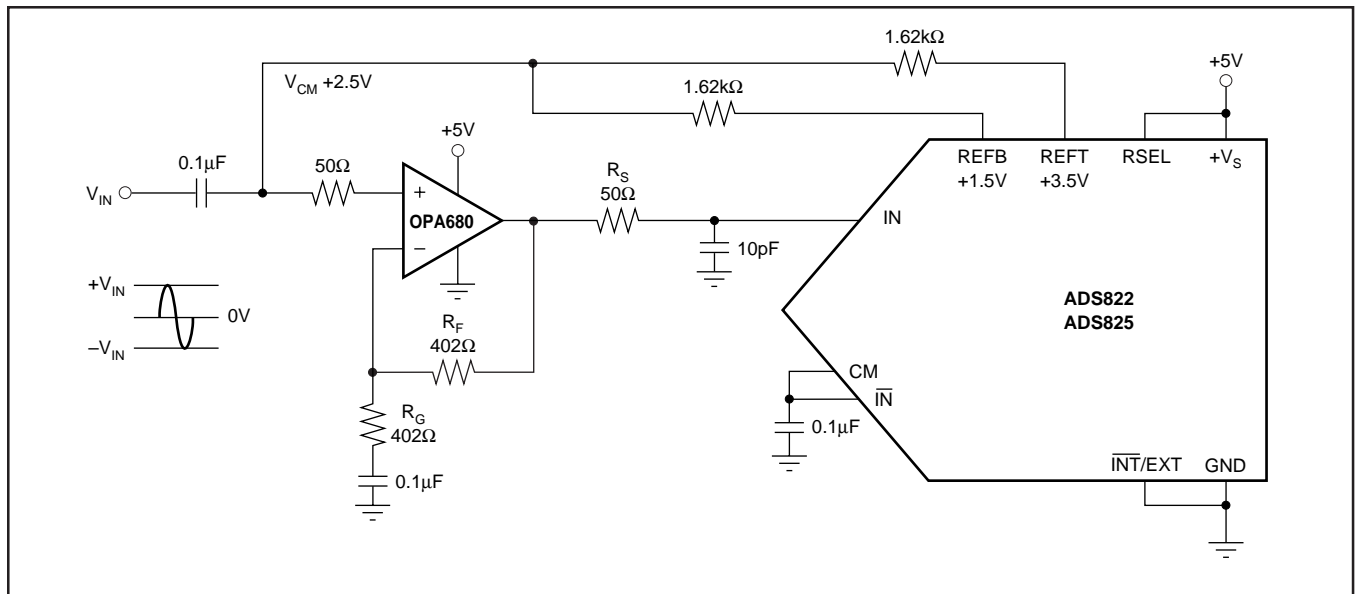 1.62kΩ
+5V
V_CM +2.5V
1.62kΩ
+5V
REFB
+1.5V
REFT
+3.5V
RSEL
+V_S
0.1µF
50Ω
R_S
50Ω
V_IN
+
OPA680
–
IN
10pF
ADS822
ADS825
+V_IN
0V
–V_IN
R_F
402Ω
CM
I̅N̅
R_G
402Ω
0.1µF
0.1µF
I̅N̅T̅/EXT
GND